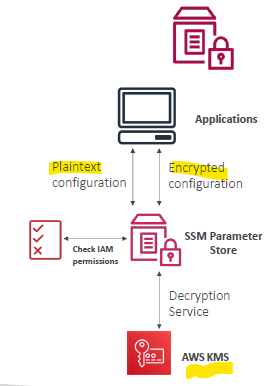 Applications
Plaintext
configuration
Encrypted
configuration
Check IAM
permissions
SSM Parameter
Store
Decryption
Service
AWS KMS